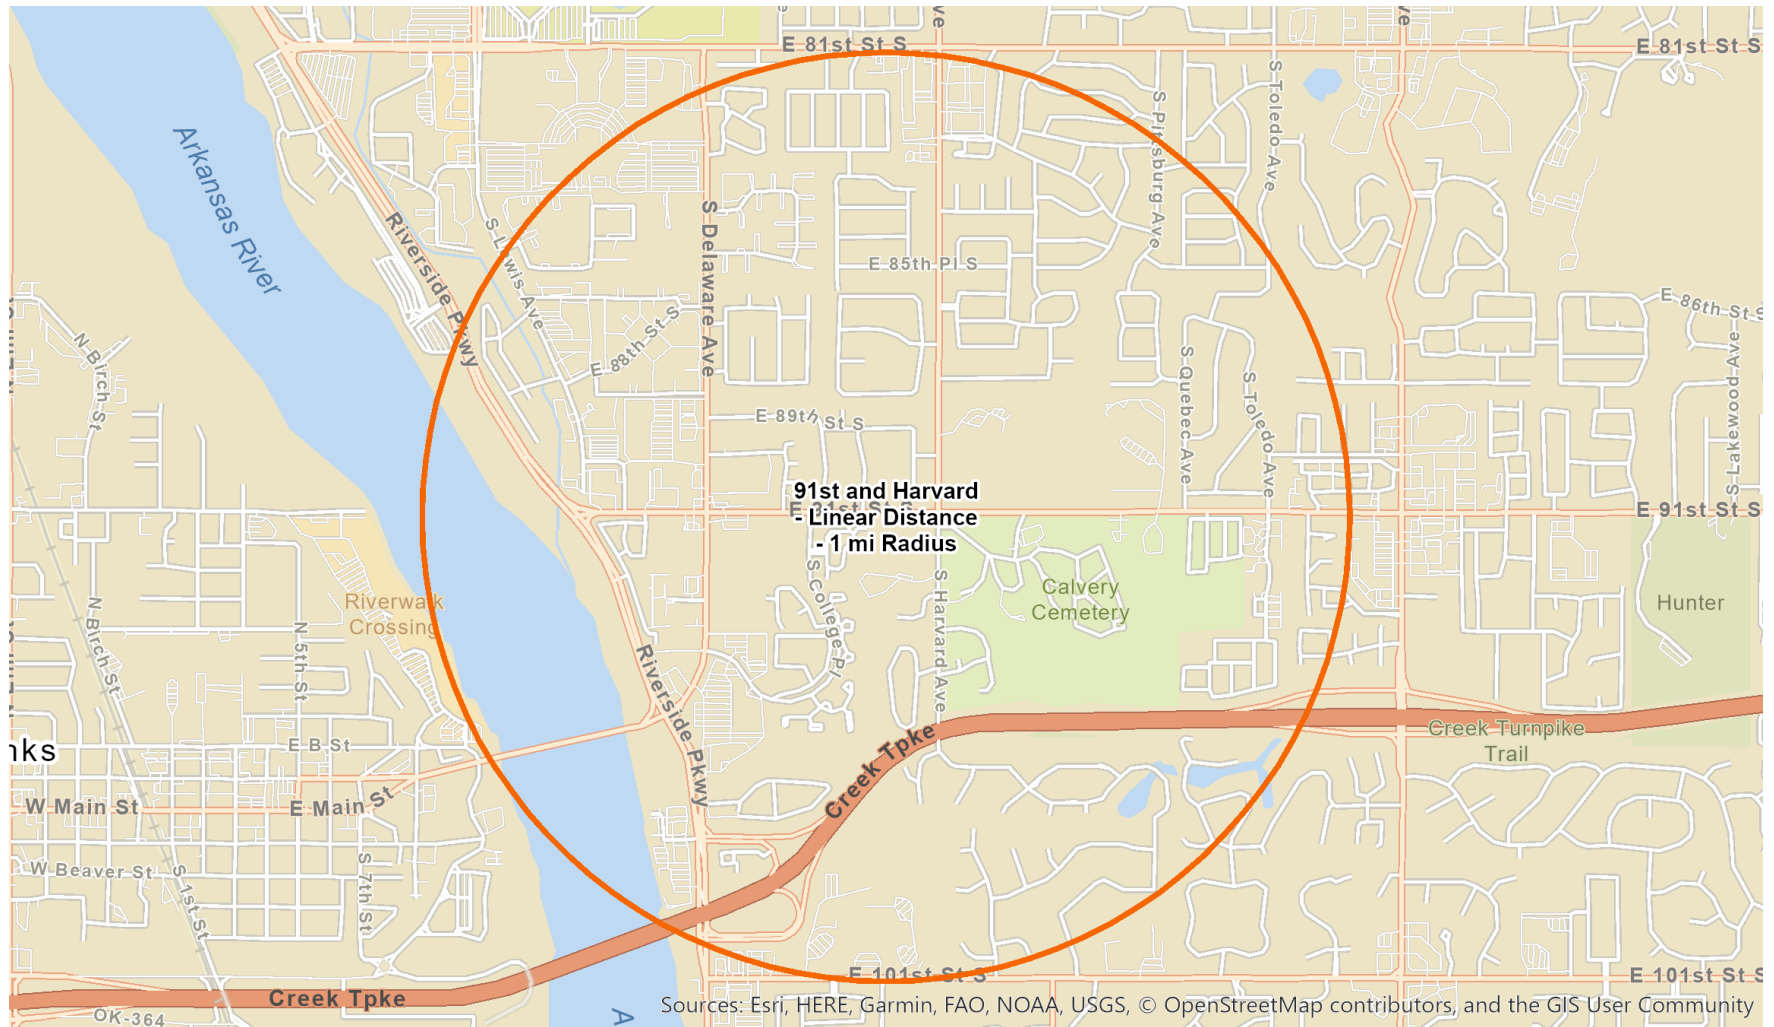 Ve
Ve
E 81st St S
E 81st St S
Arkansas River
Riverside Pkwy
S Lewis Ave
S Delaware Ave
S Pittsburg Ave
S Toledo Ave
E 85th Pl S
E 86th St S
N Birch St
E 88th St S
S Quebec Ave
S Toledo Ave
S Lakewood Ave
E 89th St S
91st and Harvard
- Linear Distance
- 1 mi Radius
E 91st St S
E 91st St S
Riverwalk
Crossing
N Birch St
N 5th St
S College Pl
S Harvard Ave
Calvery
Cemetery
Hunter
Riverside Pkwy
Creek Tpke
Creek Turnpike
Trail
nks
E B St
W Main St
E Main St
W Beaver St
S 1st St
S 7th St
E 101st St S
E 101st St S
Creek Tpke
OK-364
A
Sources: Esri, HERE, Garmin, FAO, NOAA, USGS, © OpenStreetMap contributors, and the GIS User Community